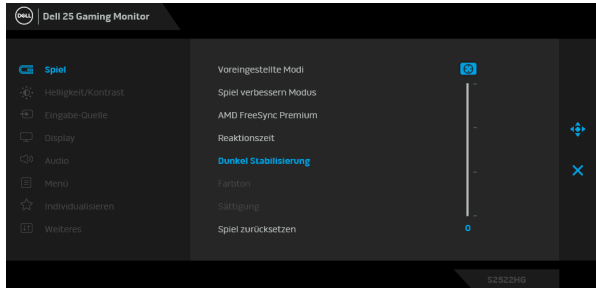 DELL
Dell 25 Gaming Monitor
Spiel
Helligkeit/Kontrast
Eingabe-Quelle
Display
Audio
Menü
Individualisieren
Weiteres
Voreingestellte Modi
Spiel verbessern Modus
AMD FreeSync Premium
Reaktionszeit
Dunkel Stabilisierung
Farbton
Sättigung
Spiel zurücksetzen
0
S2522HG